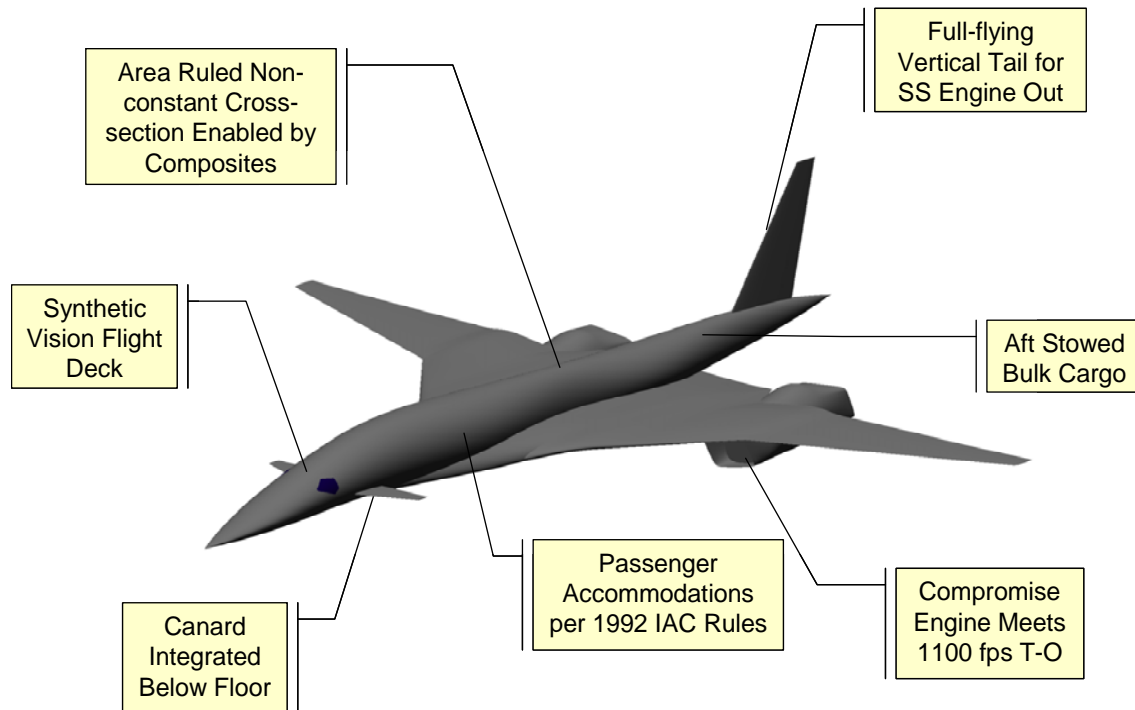 Full-flying
Vertical Tail for
SS Engine Out
Area Ruled Non-
constant Cross-
section Enabled by
Composites
Synthetic
Vision Flight
Deck
Aft Stowed
Bulk Cargo
Passenger
Accommodations
per 1992 IAC Rules
Compromise
Engine Meets
1100 fps T-O
Canard
Integrated
Below Floor